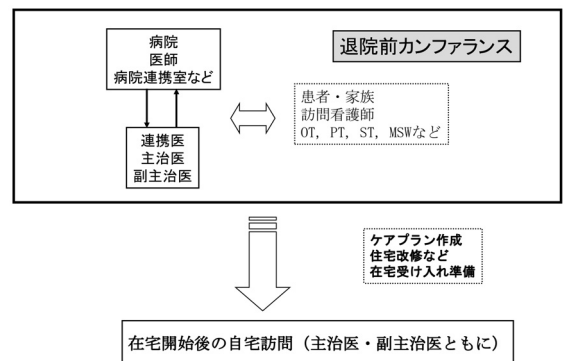 退院前カンファランス
病院
医師
病院連携室など
連携医
主治医
副主治医
患者・家族
訪問看護師
OT, PT, ST, MSWなど
ケアプラン作成
住宅改修など
在宅受け入れ準備
在宅開始後の自宅訪問（主治医・副主治医ともに）